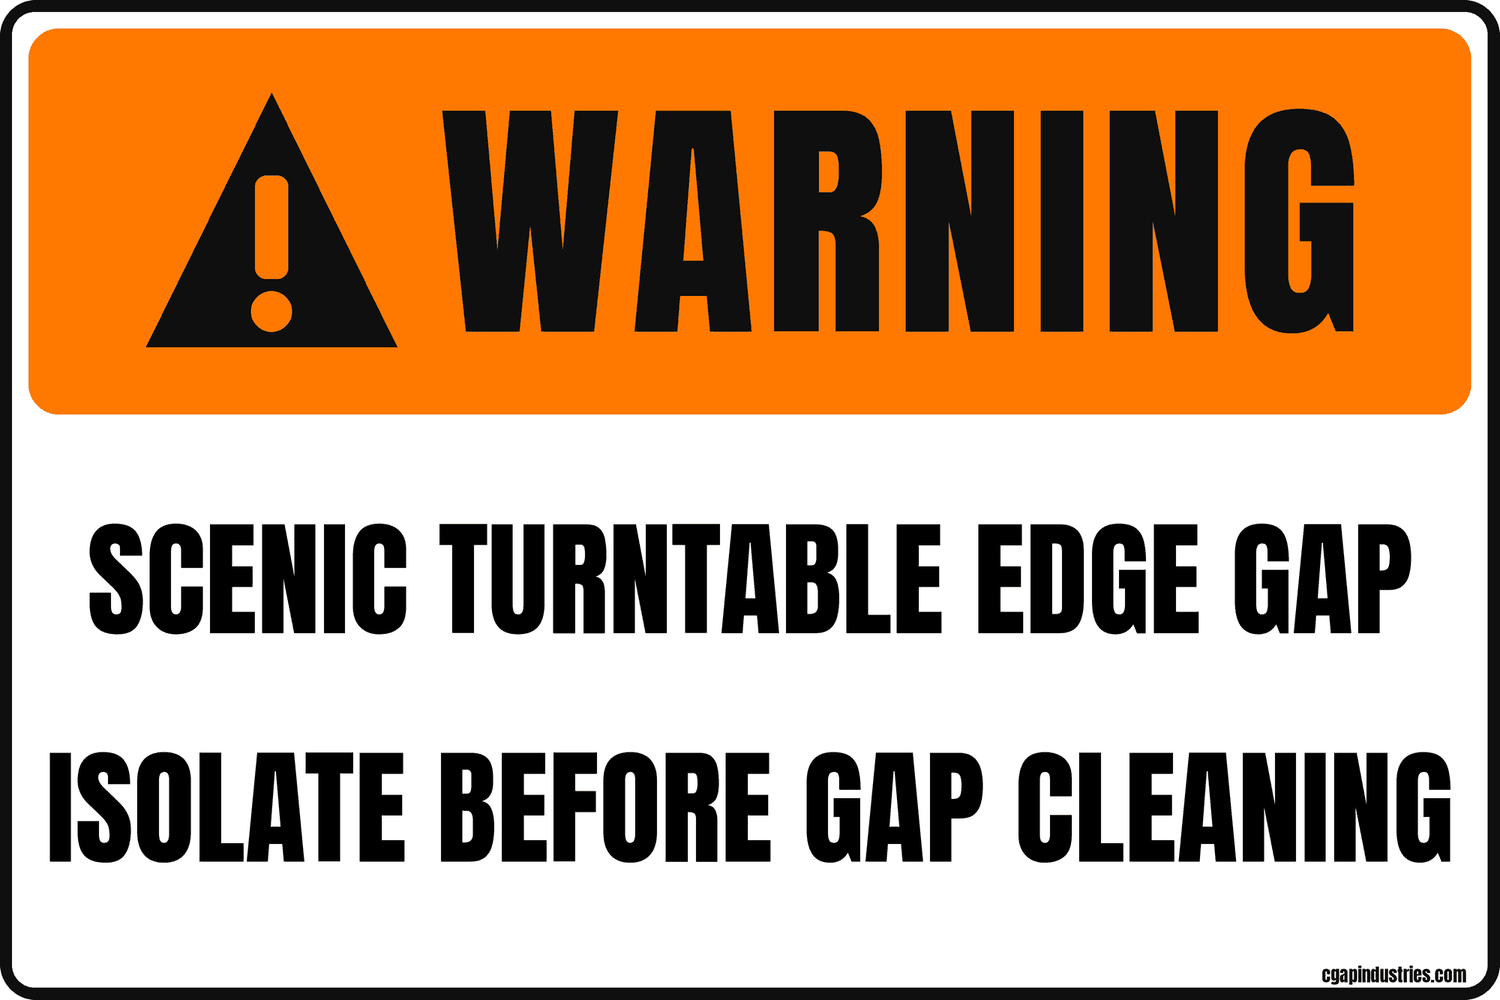 WARNING
SCENIC TURNTABLE EDGE GAP
ISOLATE BEFORE GAP CLEANING
cgapindustries.com